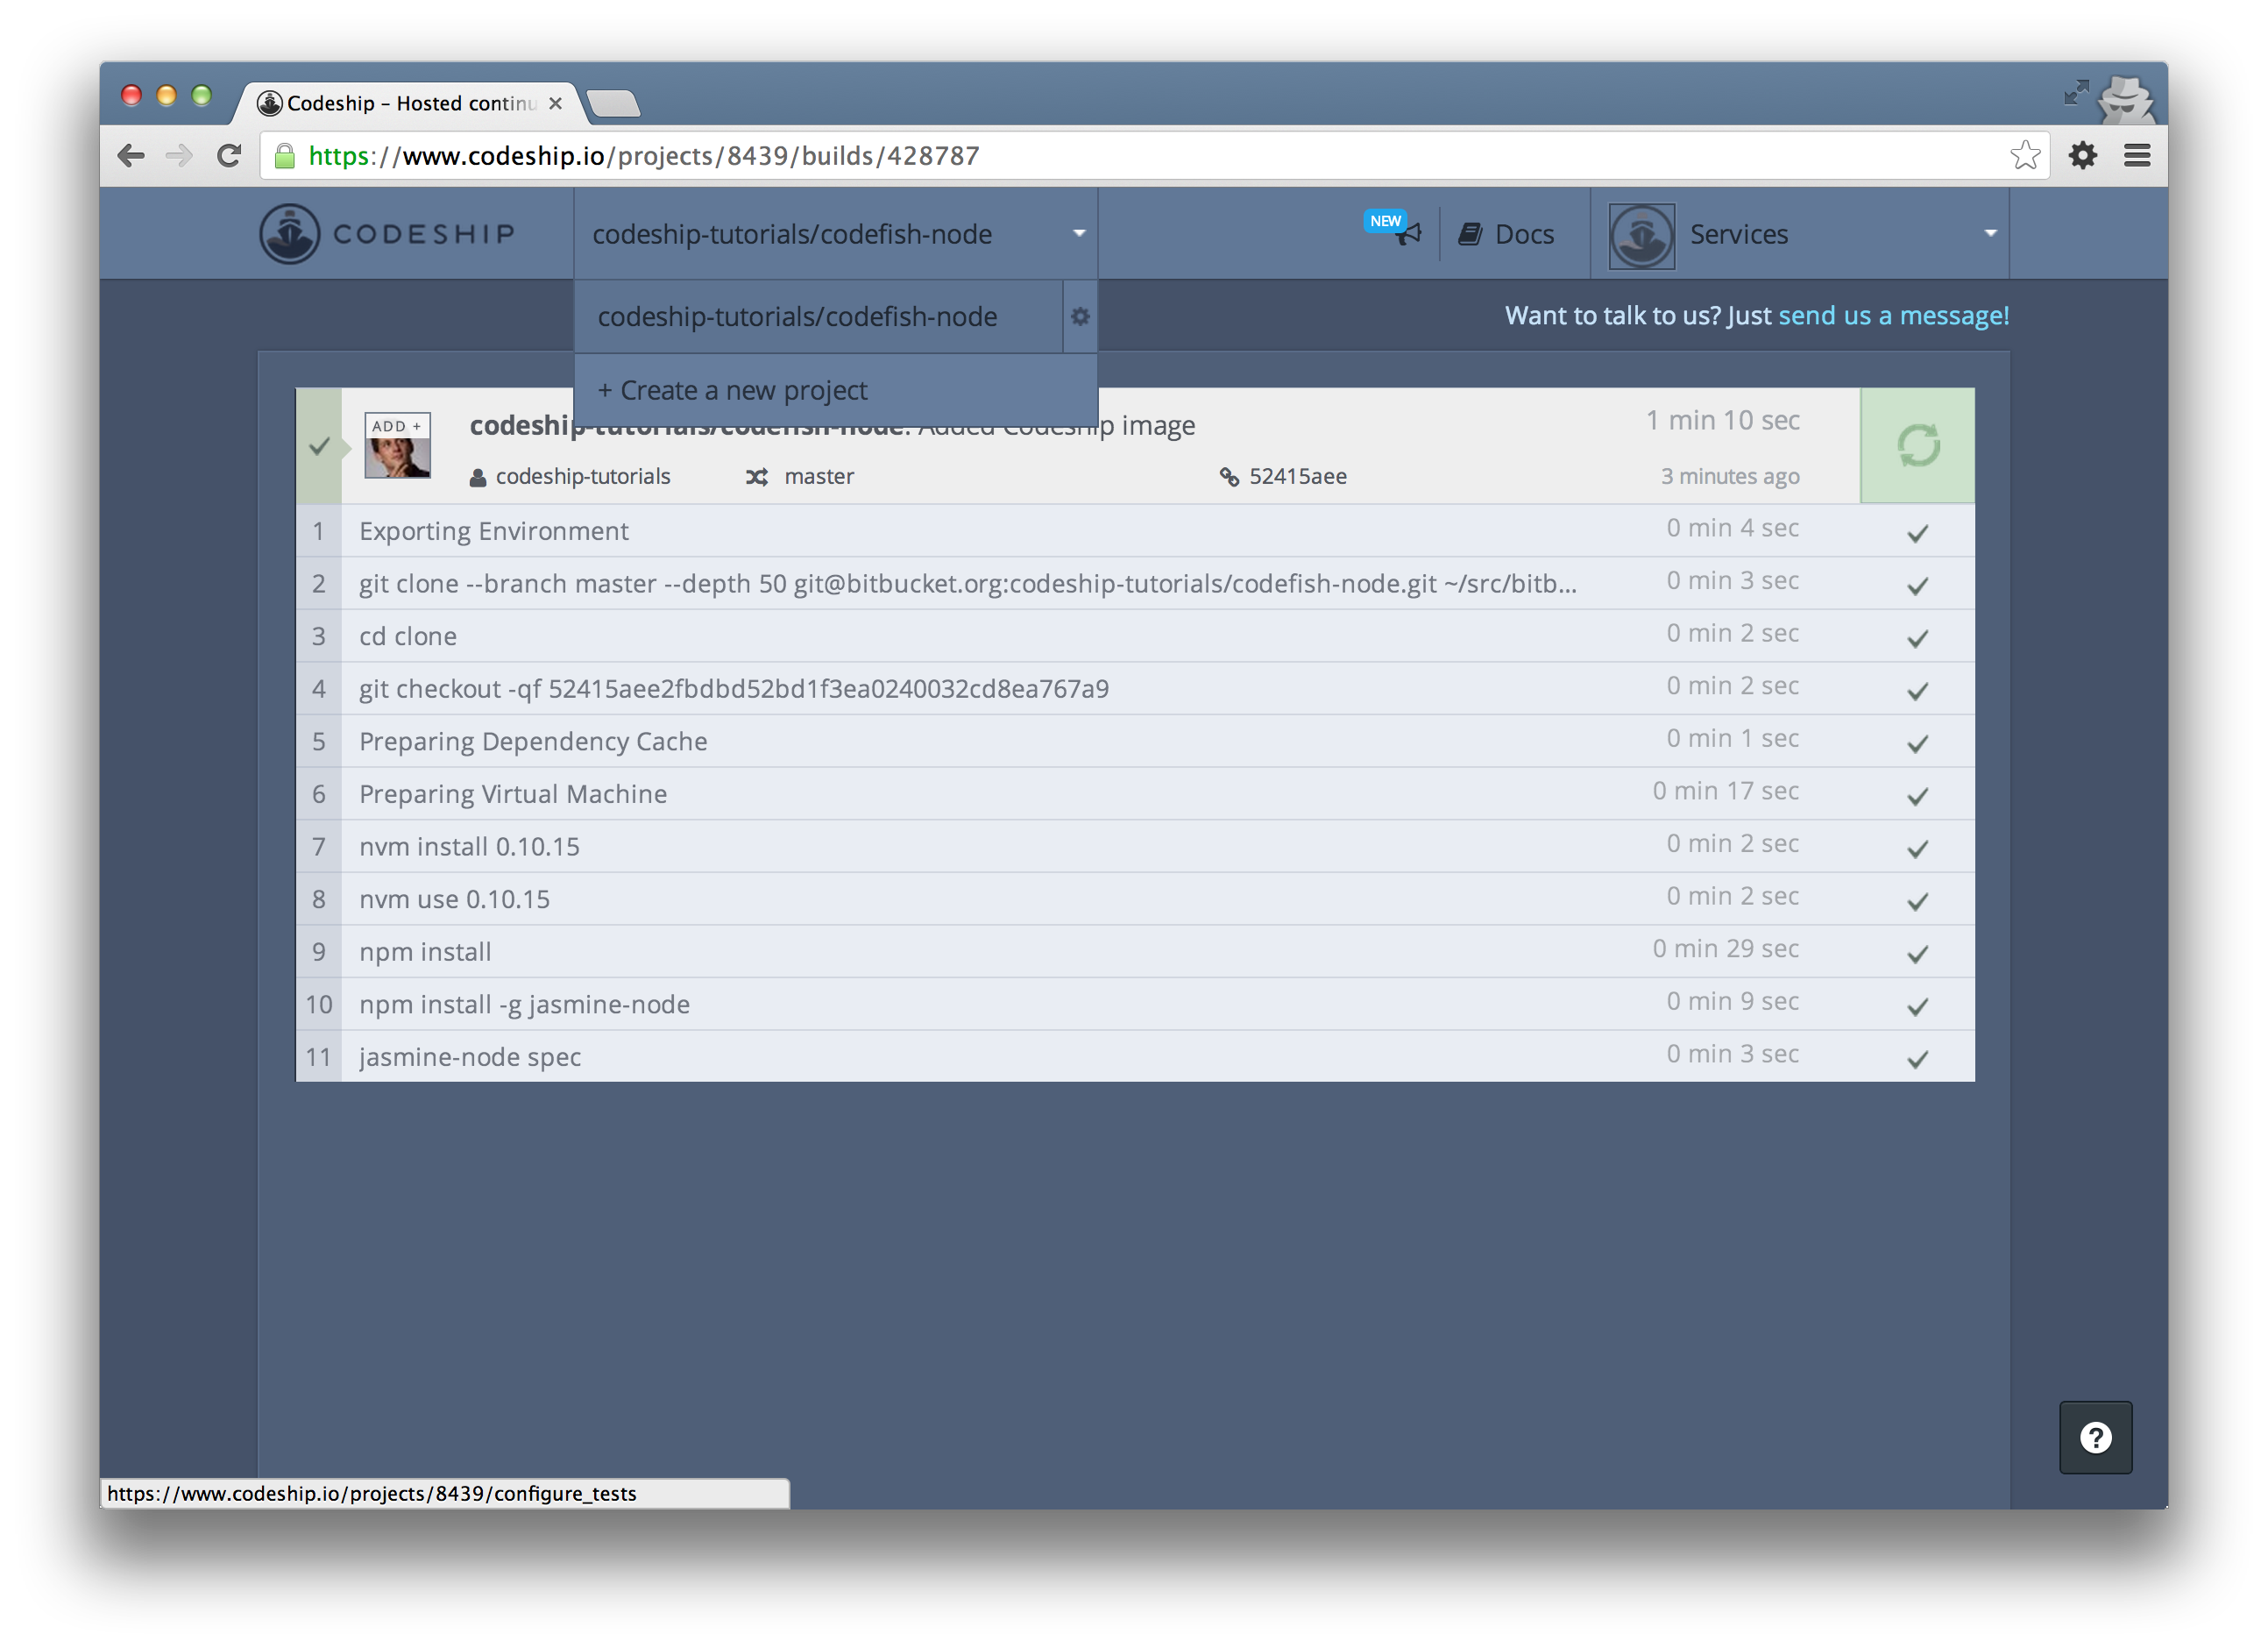 Codeship – Hosted continu
https://www.codeship.io/projects/8439/builds/428787
CODESHIP
codeship-tutorials/codefish-node
NEW
Docs
Services
codeship-tutorials/codefish-node
Want to talk to us? Just send us a message!
+ Create a new project
ADD +
codeship-tutorials/codefish-node: Added Codeship image
1 min 10 sec
codeship-tutorials
master
52415aee
3 minutes ago
1 Exporting Environment 0 min 4 sec
2 git clone --branch master --depth 50 git@bitbucket.org:codeship-tutorials/codefish-node.git ~/src/bitb... 0 min 3 sec
3 cd clone 0 min 2 sec
4 git checkout -qf 52415aee2fbdbd52bd1f3ea0240032cd8ea767a9 0 min 2 sec
5 Preparing Dependency Cache 0 min 1 sec
6 Preparing Virtual Machine 0 min 17 sec
7 nvm install 0.10.15 0 min 2 sec
8 nvm use 0.10.15 0 min 2 sec
9 npm install 0 min 29 sec
10 npm install -g jasmine-node 0 min 9 sec
11 jasmine-node spec 0 min 3 sec
?
https://www.codeship.io/projects/8439/configure_tests